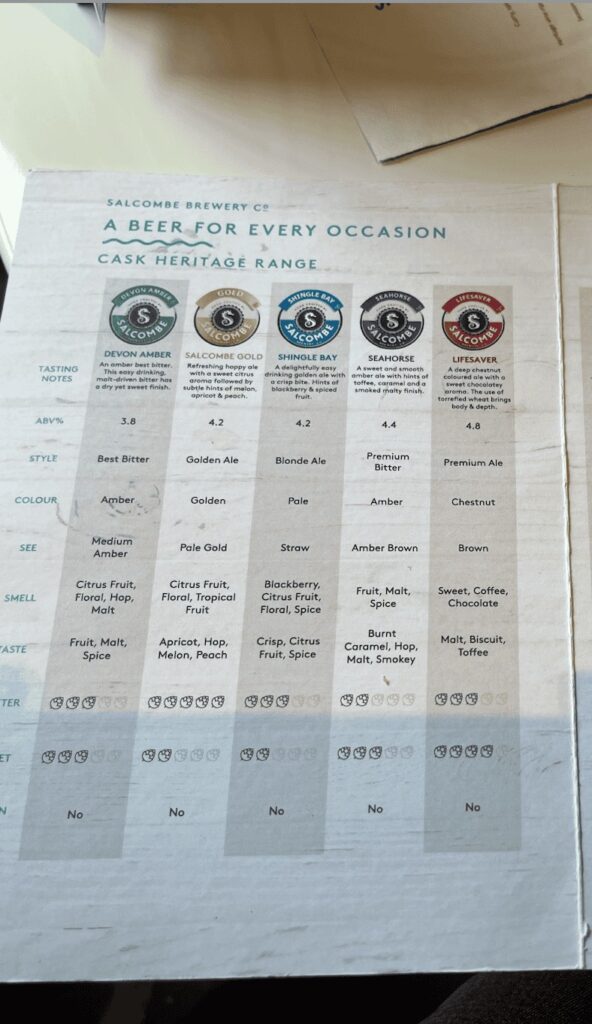 SALCOMBE BREWERY Co
A BEER FOR EVERY OCCASION
CASK HERITAGE RANGE
DEVON AMBER
SALCOMBE
GOLD
SALCOMBE
SHINGLE BAY
SALCOMBE
SEAHORSE
SALCOMBE
LIFESAVER
SALCOMBE
DEVON AMBER
SALCOMBE GOLD
SHINGLE BAY
SEAHORSE
LIFESAVER
TASTING
NOTES
An amber best bitter.
This easy drinking,
malt-driven bitter has
a dry yet sweet finish.
Refreshing hoppy ale
with a sweet citrus
aroma followed by
subtle hints of melon,
apricot & peach.
A delightfully easy
drinking golden ale with
a crisp bite. Hints of
blackberry & spiced
fruit.
A sweet and smooth
amber ale with hints of
toffee, caramel and a
smoked malty finish.
A deep chestnut
coloured ale with a
sweet chocolatey
aroma. The use of
torrefied wheat brings
body & depth.
ABV% 3.8 4.2 4.2 4.4 4.8
STYLE Best Bitter Golden Ale Blonde Ale Premium Bitter Premium Ale
COLOUR Amber Golden Pale Amber Chestnut
SEE Medium Amber Pale Gold Straw Amber Brown Brown
SMELL
Citrus Fruit,
Floral, Hop,
Malt
Citrus Fruit,
Floral, Tropical
Fruit
Blackberry,
Citrus Fruit,
Floral, Spice
Fruit, Malt,
Spice
Sweet, Coffee,
Chocolate
TASTE
Fruit, Malt,
Spice
Apricot, Hop,
Melon, Peach
Crisp, Citrus
Fruit, Spice
Burnt
Caramel, Hop,
Malt, Smokey
Malt, Biscuit,
Toffee
TER
ET
N No No No No No